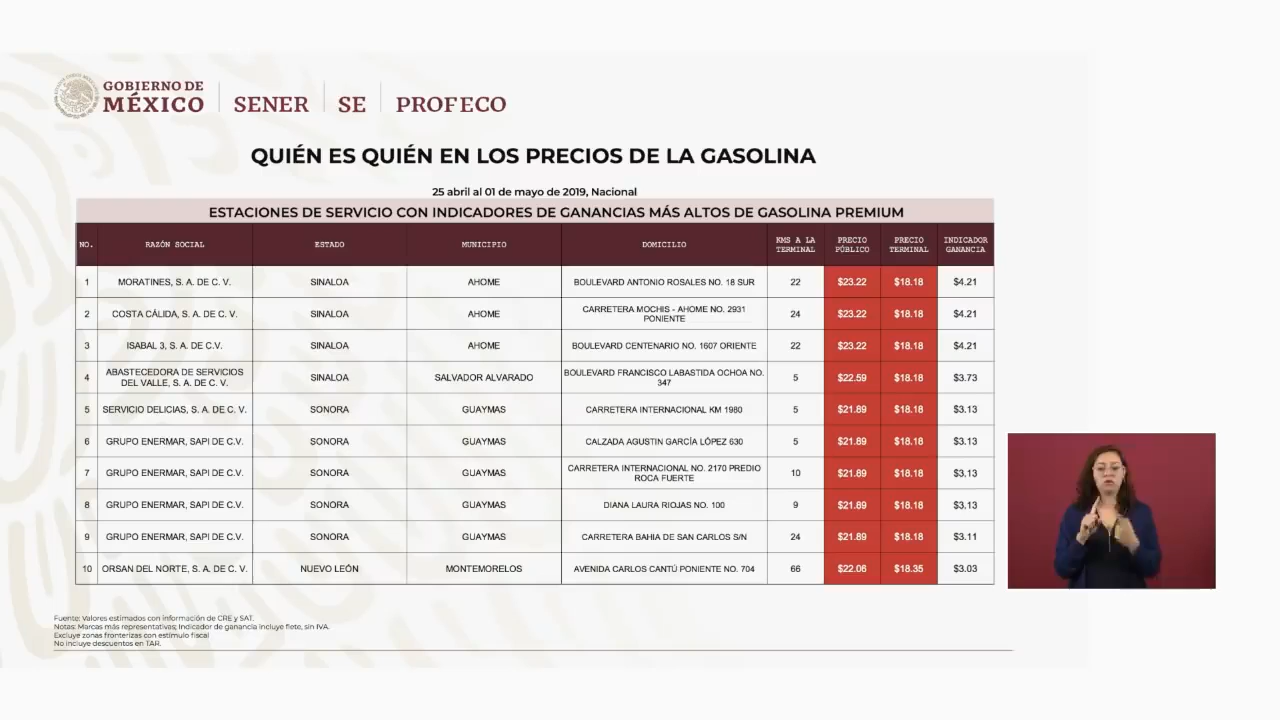 GOBIERNO DE
MÉXICO
SENER
SE
PROFECO
QUIÉN ES QUIÉN EN LOS PRECIOS DE LA GASOLINA
25 abril al 01 de mayo de 2019, Nacional
ESTACIONES DE SERVICIO CON INDICADORES DE GANANCIAS MÁS ALTOS DE GASOLINA PREMIUM
NO. RAZÓN SOCIAL ESTADO MUNICIPIO DOMICILIO KMS A LA TERMINAL PRECIO PÚBLICO PRECIO TERMINAL INDICADOR GANANCIA
1 MORATINES, S. A. DE C. V. SINALOA AHOME BOULEVARD ANTONIO ROSALES NO. 18 SUR 22 $23.22 $18.18 $4.21
2 COSTA CÁLIDA, S. A. DE C. V. SINALOA AHOME CARRETERA MOCHIS - AHOME NO. 2931 PONIENTE 24 $23.22 $18.18 $4.21
3 ISABAL 3, S. A. DE C.V. SINALOA AHOME BOULEVARD CENTENARIO NO. 1607 ORIENTE 22 $23.22 $18.18 $4.21
4 ABASTECEDORA DE SERVICIOS DEL VALLE, S. A. DE C. V. SINALOA SALVADOR ALVARADO BOULEVARD FRANCISCO LABASTIDA OCHOA NO. 347 5 $22.59 $18.18 $3.73
5 SERVICIO DELICIAS, S. A. DE C. V. SONORA GUAYMAS CARRETERA INTERNACIONAL KM 1980 5 $21.89 $18.18 $3.13
6 GRUPO ENERMAR, SAPI DE C.V. SONORA GUAYMAS CALZADA AGUSTIN GARCÍA LÓPEZ 630 5 $21.89 $18.18 $3.13
7 GRUPO ENERMAR, SAPI DE C.V. SONORA GUAYMAS CARRETERA INTERNACIONAL NO. 2170 PREDIO ROCA FUERTE 10 $21.89 $18.18 $3.13
8 GRUPO ENERMAR, SAPI DE C.V. SONORA GUAYMAS DIANA LAURA RIOJAS NO. 100 9 $21.89 $18.18 $3.13
9 GRUPO ENERMAR, SAPI DE C.V. SONORA GUAYMAS CARRETERA BAHIA DE SAN CARLOS S/N 24 $21.89 $18.18 $3.11
10 ORSAN DEL NORTE, S. A. DE C. V. NUEVO LEÓN MONTEMORELOS AVENIDA CARLOS CANTÚ PONIENTE NO. 704 66 $22.06 $18.35 $3.03
Fuente: Valores estimados con información de CRE y SAT.
Notas: Marcas más representativas; Indicador de ganancia incluye flete, sin IVA.
Excluye zonas fronterizas con estímulo fiscal
No incluye descuentos en TAR.